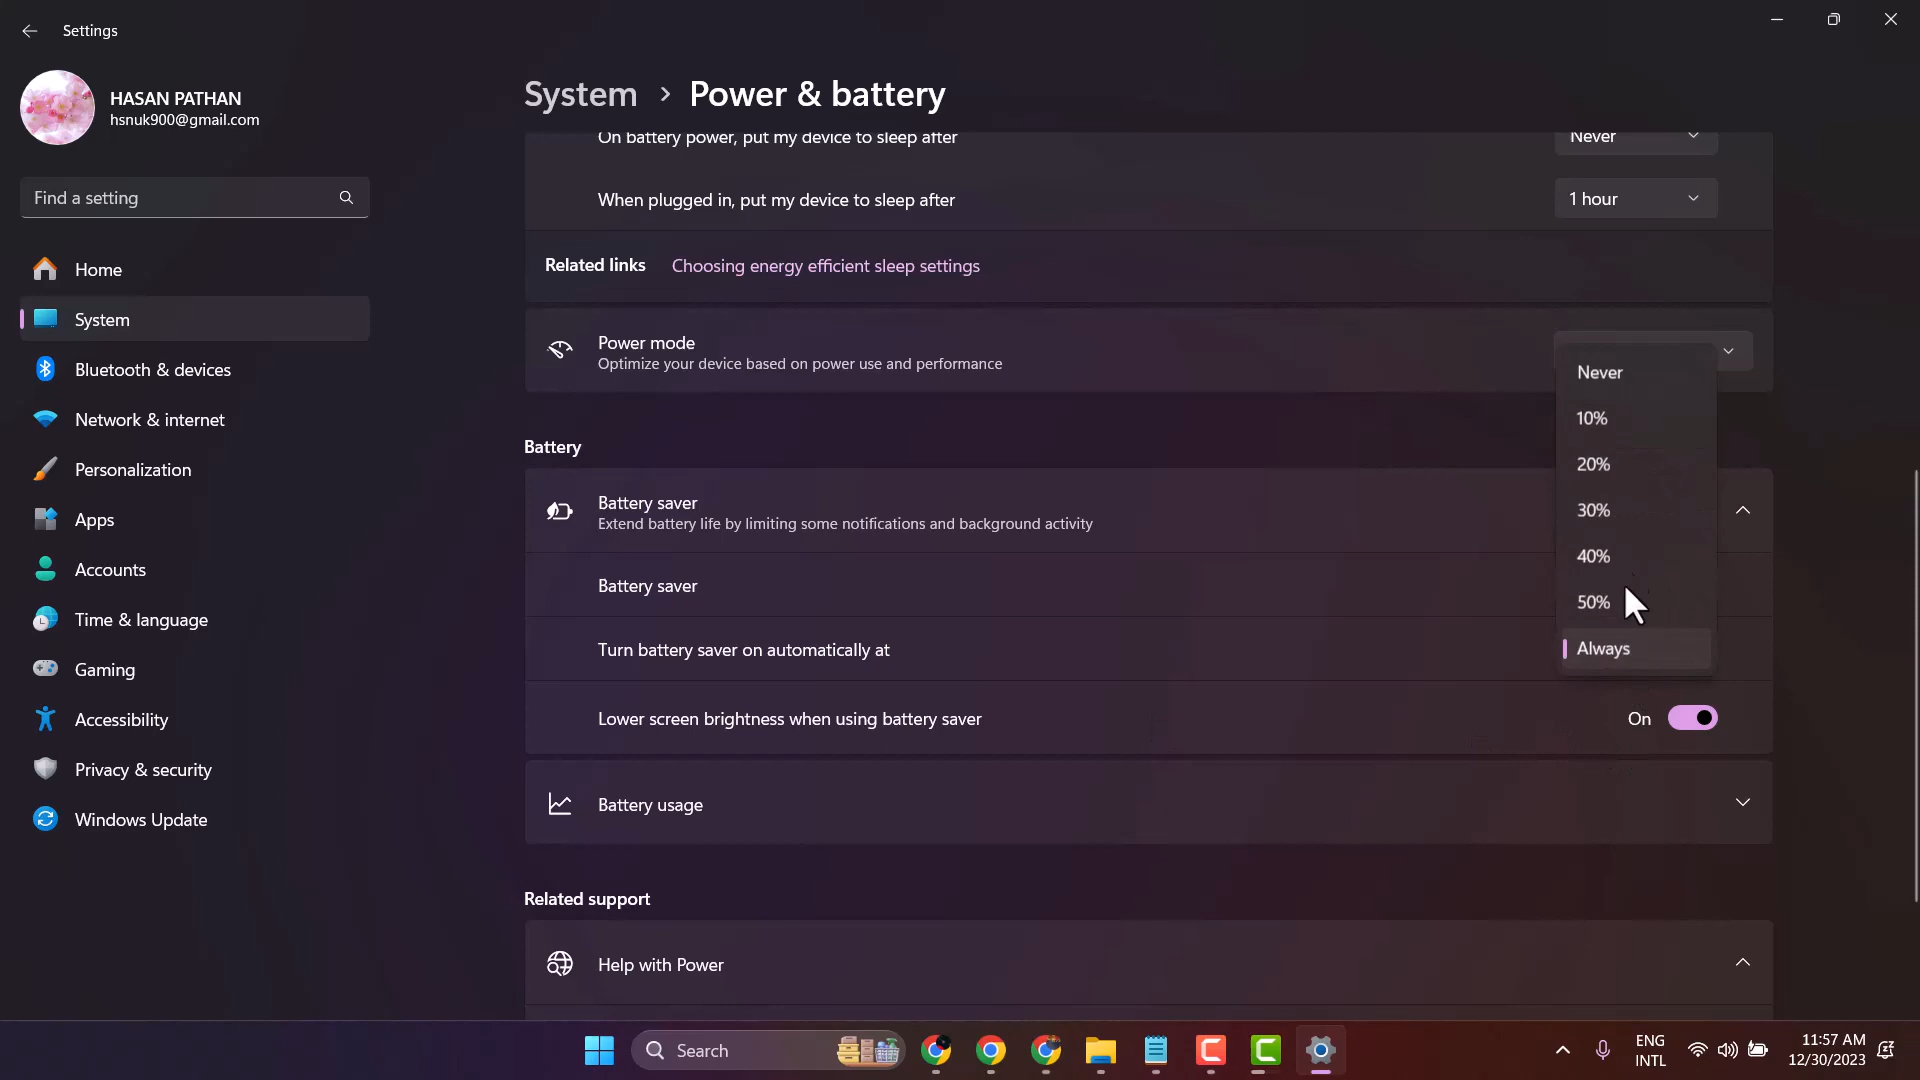 Settings
HASAN PATHAN
hsnuk900@gmail.com
Find a setting
Home
System
Bluetooth & devices
Network & internet
Personalization
Apps
Accounts
Time & language
Gaming
Accessibility
Privacy & security
Windows Update
System > Power & battery
On battery power, put my device to sleep after
Never
When plugged in, put my device to sleep after
1 hour
Related links Choosing energy efficient sleep settings
Power mode
Optimize your device based on power use and performance
Never
10%
20%
30%
40%
50%
Always
Battery
Battery saver
Extend battery life by limiting some notifications and background activity
Battery saver
Turn battery saver on automatically at
Lower screen brightness when using battery saver
On
Battery usage
Related support
Help with Power
Search
ENG
INTL
11:57 AM
12/30/2023